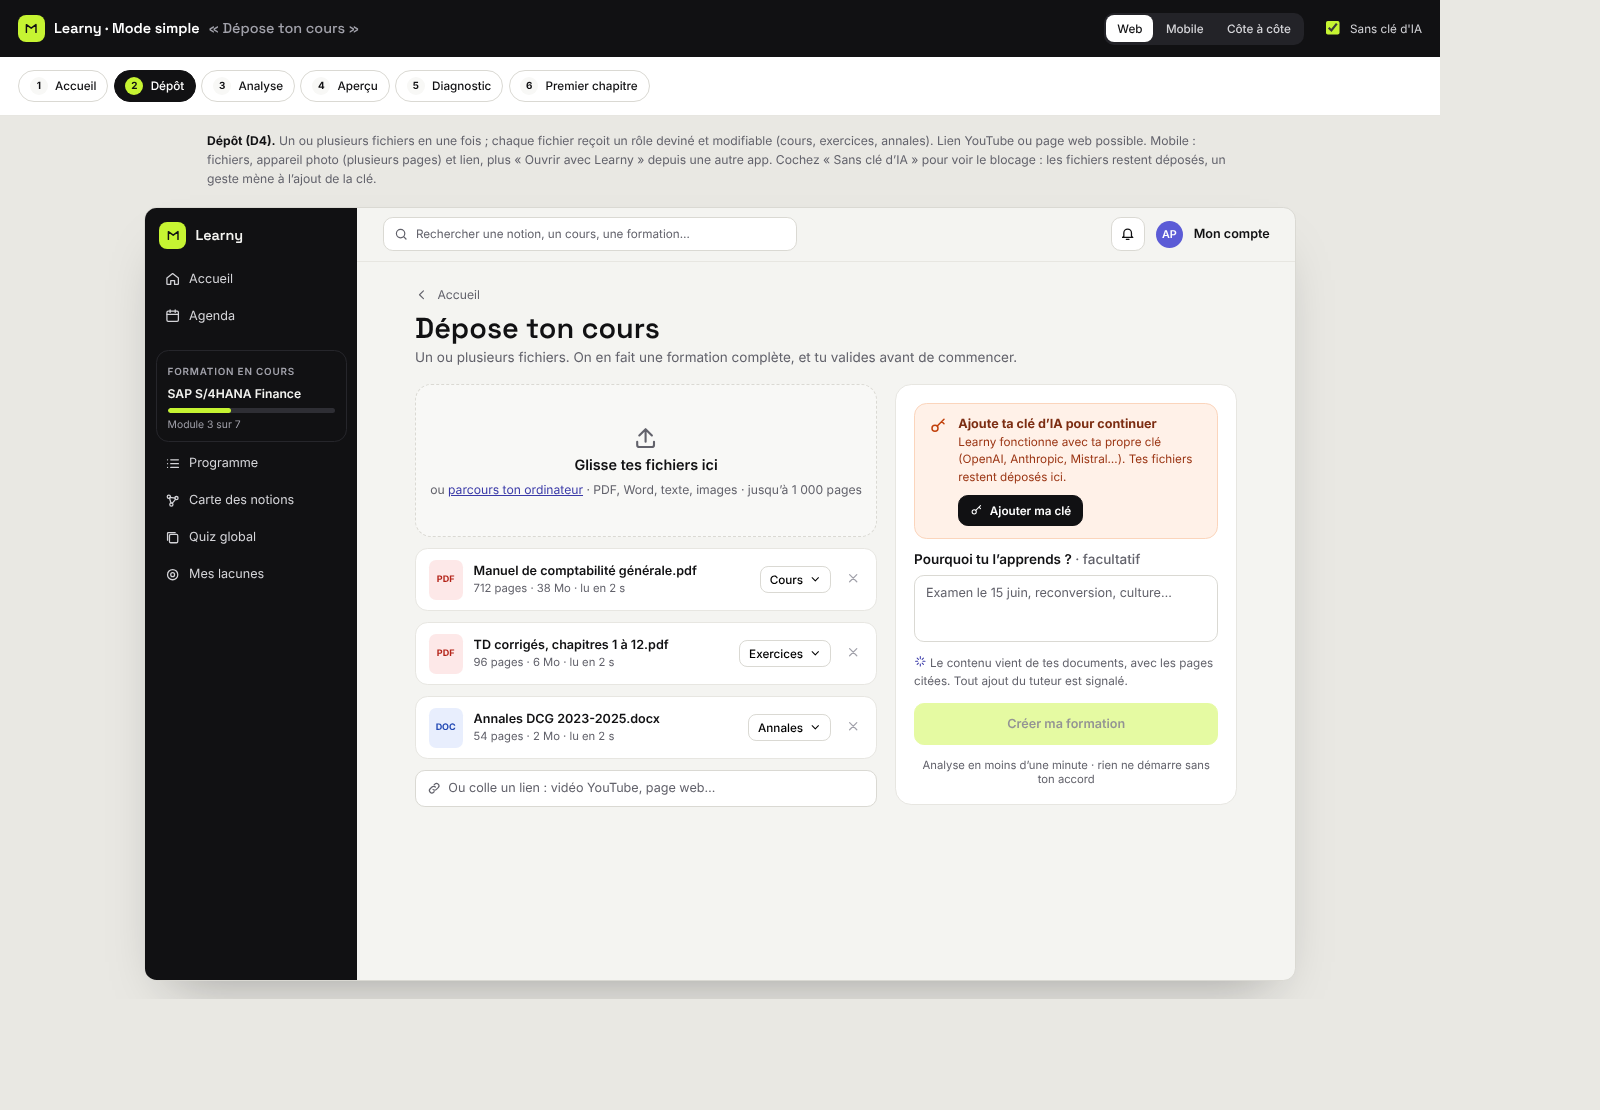 Learny · Mode simple « Dépose ton cours »
Web Mobile Côte à côte Sans clé d'IA
1 Accueil 2 Dépôt 3 Analyse 4 Aperçu 5 Diagnostic 6 Premier chapitre
Dépôt (D4). Un ou plusieurs fichiers en une fois ; chaque fichier reçoit un rôle deviné et modifiable (cours, exercices, annales). Lien YouTube ou page web possible. Mobile :
fichiers, appareil photo (plusieurs pages) et lien, plus « Ouvrir avec Learny » depuis une autre app. Cochez « Sans clé d’IA » pour voir le blocage : les fichiers restent déposés, un
geste mène à l’ajout de la clé.
Learny
Accueil
Agenda
FORMATION EN COURS
SAP S/4HANA Finance
Module 3 sur 7
Programme
Carte des notions
Quiz global
Mes lacunes
Rechercher une notion, un cours, une formation…
AP Mon compte
Accueil
Dépose ton cours
Un ou plusieurs fichiers. On en fait une formation complète, et tu valides avant de commencer.
Glisse tes fichiers ici
ou parcours ton ordinateur · PDF, Word, texte, images · jusqu’à 1 000 pages
PDF
Manuel de comptabilité générale.pdf
712 pages · 38 Mo · lu en 2 s
Cours
PDF
TD corrigés, chapitres 1 à 12.pdf
96 pages · 6 Mo · lu en 2 s
Exercices
DOC
Annales DCG 2023-2025.docx
54 pages · 2 Mo · lu en 2 s
Annales
Ou colle un lien : vidéo YouTube, page web…
Ajoute ta clé d’IA pour continuer
Learny fonctionne avec ta propre clé
(OpenAI, Anthropic, Mistral…). Tes fichiers
restent déposés ici.
Ajouter ma clé
Pourquoi tu l’apprends ? · facultatif
Examen le 15 juin, reconversion, culture…
Le contenu vient de tes documents, avec les pages
citées. Tout ajout du tuteur est signalé.
Créer ma formation
Analyse en moins d’une minute · rien ne démarre sans
ton accord